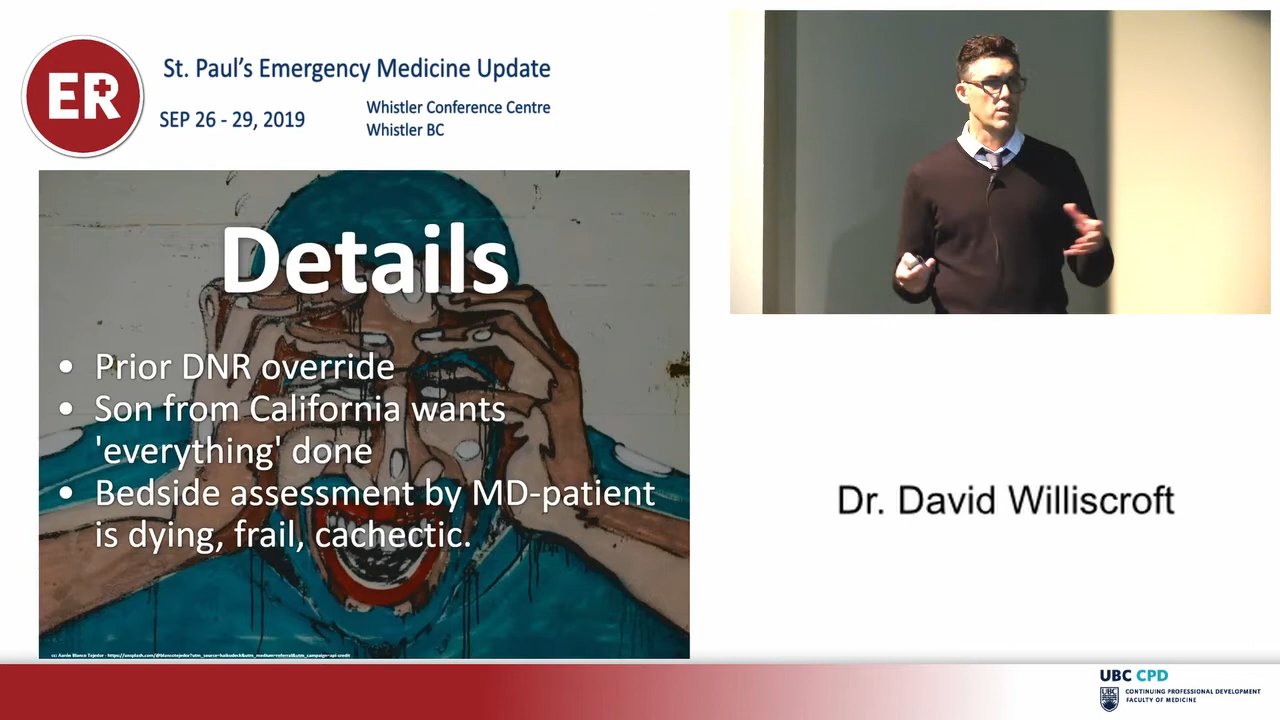 ER
St. Paul's Emergency Medicine Update
SEP 26 - 29, 2019
Whistler Conference Centre
Whistler BC
Details
• Prior DNR override
• Son from California wants
'everything' done
• Bedside assessment by MD-patient
is dying, frail, cachectic.
Dr. David Williscroft
UBC CPD
UBC
CONTINUING PROFESSIONAL DEVELOPMENT
FACULTY OF MEDICINE